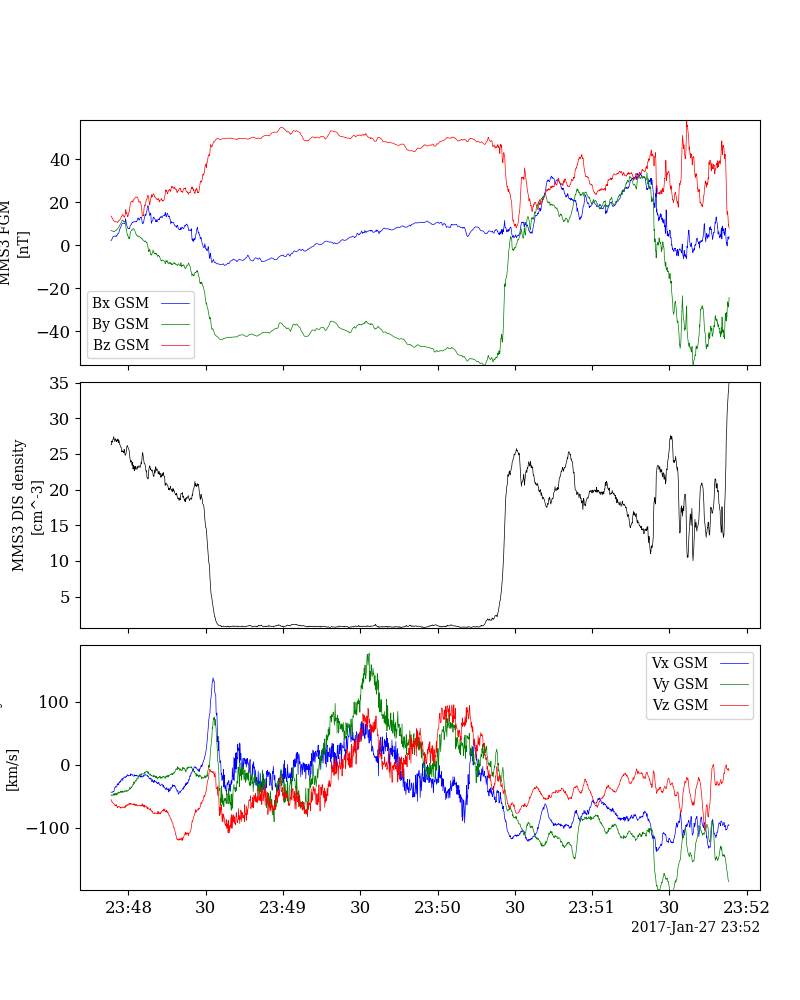 MMS3 FGM
[nT]
40
20
0
−20
−40
Bx GSM
By GSM
Bz GSM
MMS3 DIS density
[cm^-3]
35
30
25
20
15
10
5
[km/s]
100
0
−100
Vx GSM
Vy GSM
Vz GSM
23:48 30 23:49 30 23:50 30 23:51 30 23:52
2017-Jan-27 23:52